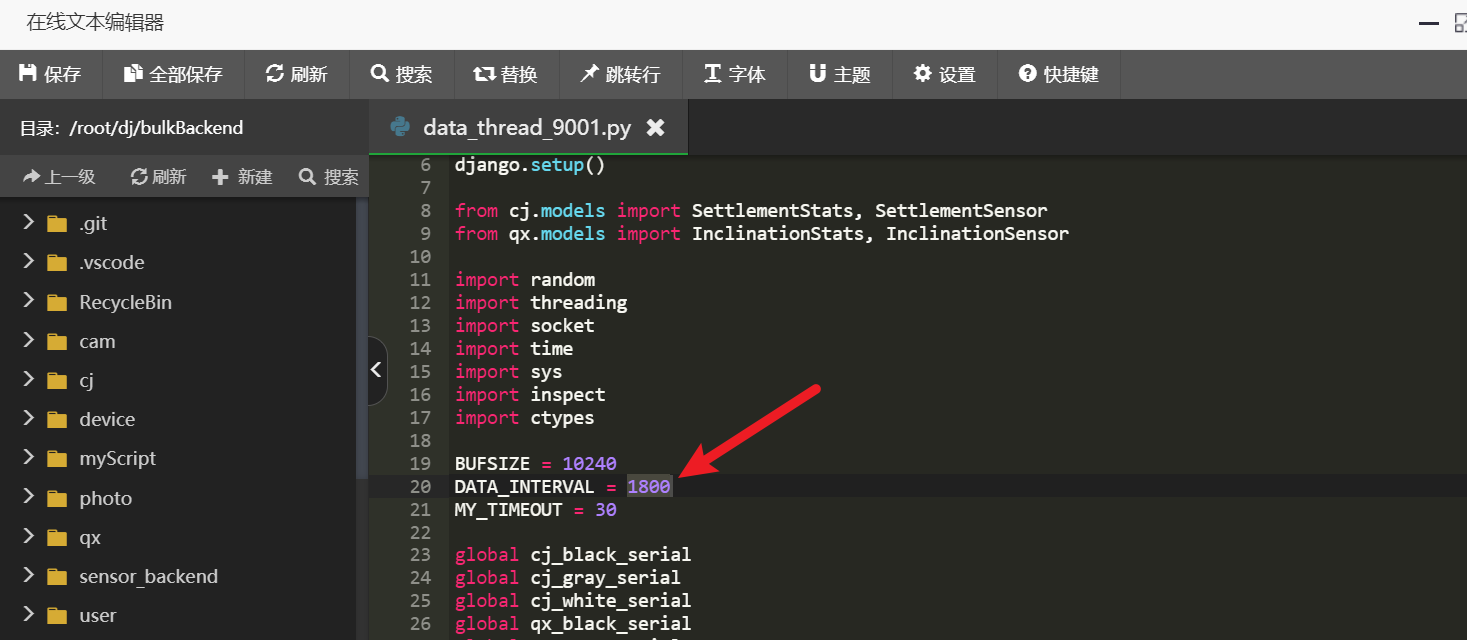 在线文本编辑器
保存 全部保存 刷新 搜索 替换 跳转行 字体 主题 设置 快捷键
目录：/root/dj/bulkBackend
上一级 刷新 新建 搜索
.git
.vscode
RecycleBin
cam
cj
device
myScript
photo
qx
sensor_backend
user
data_thread_9001.py
6 django.setup()
7
8 from cj.models import SettlementStats, SettlementSensor
9 from qx.models import InclinationStats, InclinationSensor
10
11 import random
12 import threading
13 import socket
14 import time
15 import sys
16 import inspect
17 import ctypes
18
19 BUFSIZE = 10240
20 DATA_INTERVAL = 1800
21 MY_TIMEOUT = 30
22
23 global cj_black_serial
24 global cj_gray_serial
25 global cj_white_serial
26 global qx_black_serial